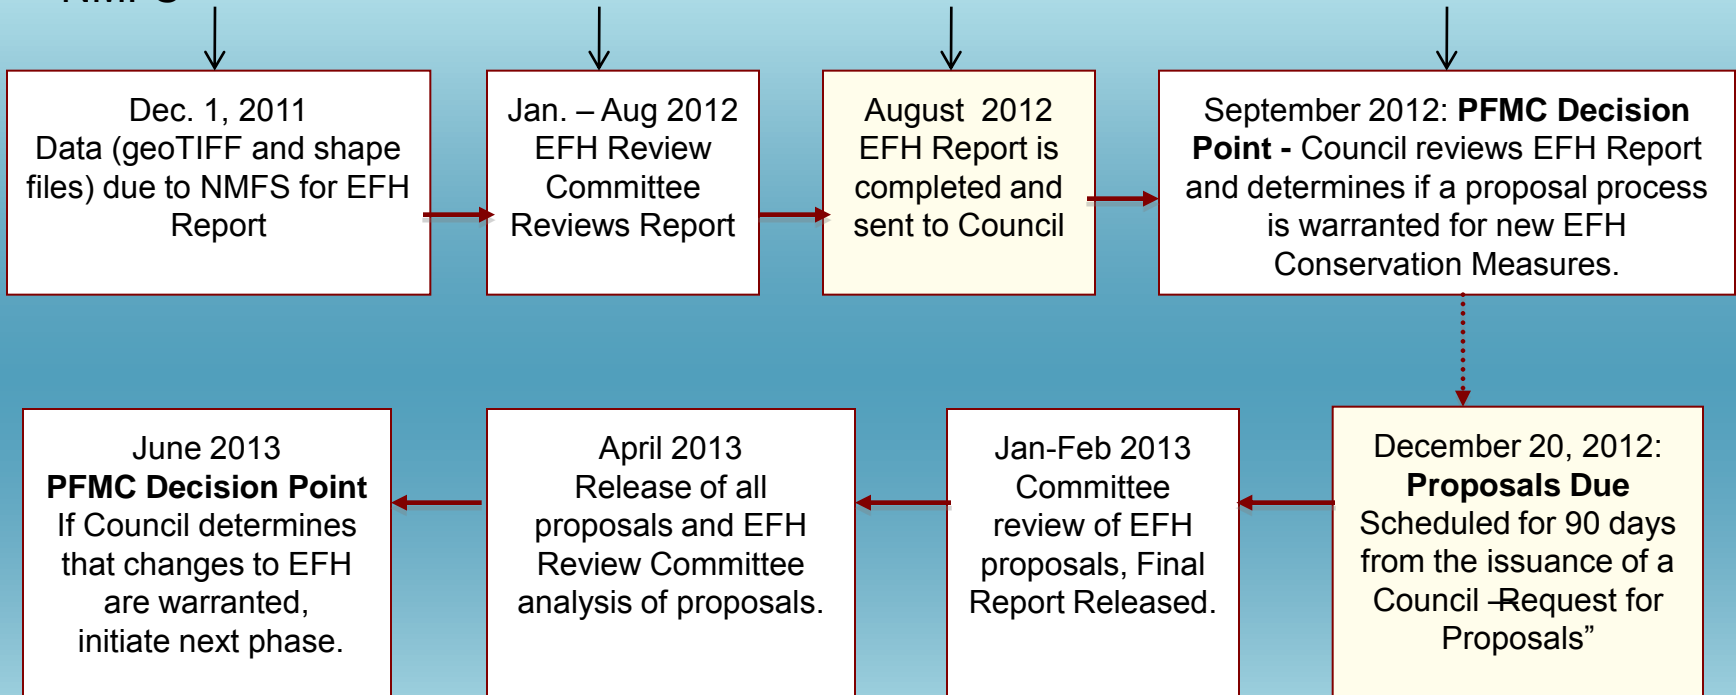 Dec. 1, 2011
Data (geoTIFF and shape
files) due to NMFS for EFH
Report
Jan. – Aug 2012
EFH Review
Committee
Reviews Report
August 2012
EFH Report is
completed and
sent to Council
September 2012: PFMC Decision
Point - Council reviews EFH Report
and determines if a proposal process
is warranted for new EFH
Conservation Measures.
December 20, 2012:
Proposals Due
Scheduled for 90 days
from the issuance of a
Council ―Request for
Proposals”
Jan-Feb 2013
Committee
review of EFH
proposals, Final
Report Released.
April 2013
Release of all
proposals and EFH
Review Committee
analysis of proposals.
June 2013
PFMC Decision Point
If Council determines
that changes to EFH
are warranted,
initiate next phase.